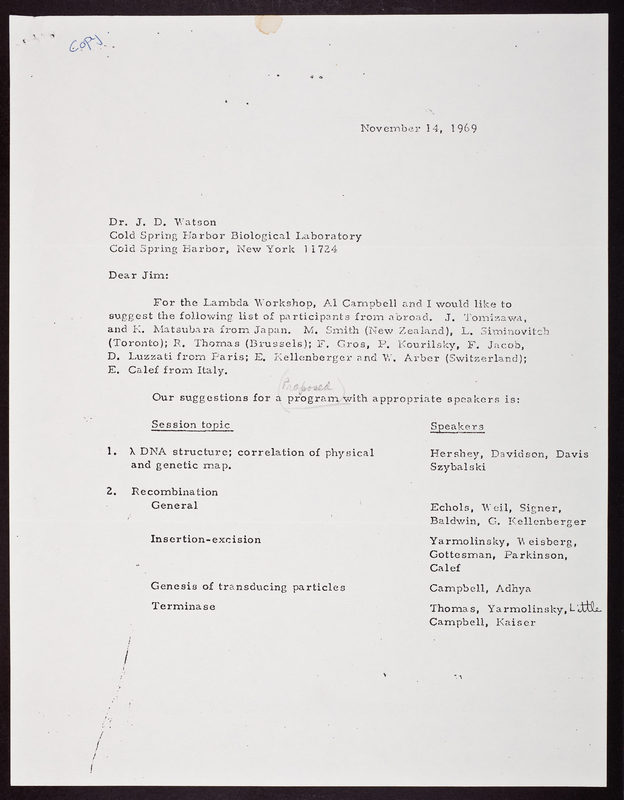 Copy.
November 14, 1969
Dr. J. D. Watson
Cold Spring Harbor Biological Laboratory
Cold Spring Harbor, New York 11724
Dear Jim:
For the Lambda Workshop, Al Campbell and I would like to
suggest the following list of participants from abroad. J. Tomizawa,
and K. Matsubara from Japan. M. Smith (New Zealand), L. Siminovitch
(Toronto); R. Thomas (Brussels); F. Gros, P. Kourilsky, F. Jacob,
D. Luzzati from Paris; E. Kellenberger and W. Arber (Switzerland);
E. Calef from Italy.
(Proposed)
Our suggestions for a program with appropriate speakers is:
Session topic Speakers
1. λ DNA structure; correlation of physical Hershey, Davidson, Davis
and genetic map. Szybalski
2. Recombination
General Echols, Weil, Signer,
Baldwin, G. Kellenberger
Insertion-excision Yarmolinsky, Weisberg,
Gottesman, Parkinson,
Calef
Genesis of transducing particles Campbell, Adhya
Terminase Thomas, Yarmolinsky, Little
Campbell, Kaiser